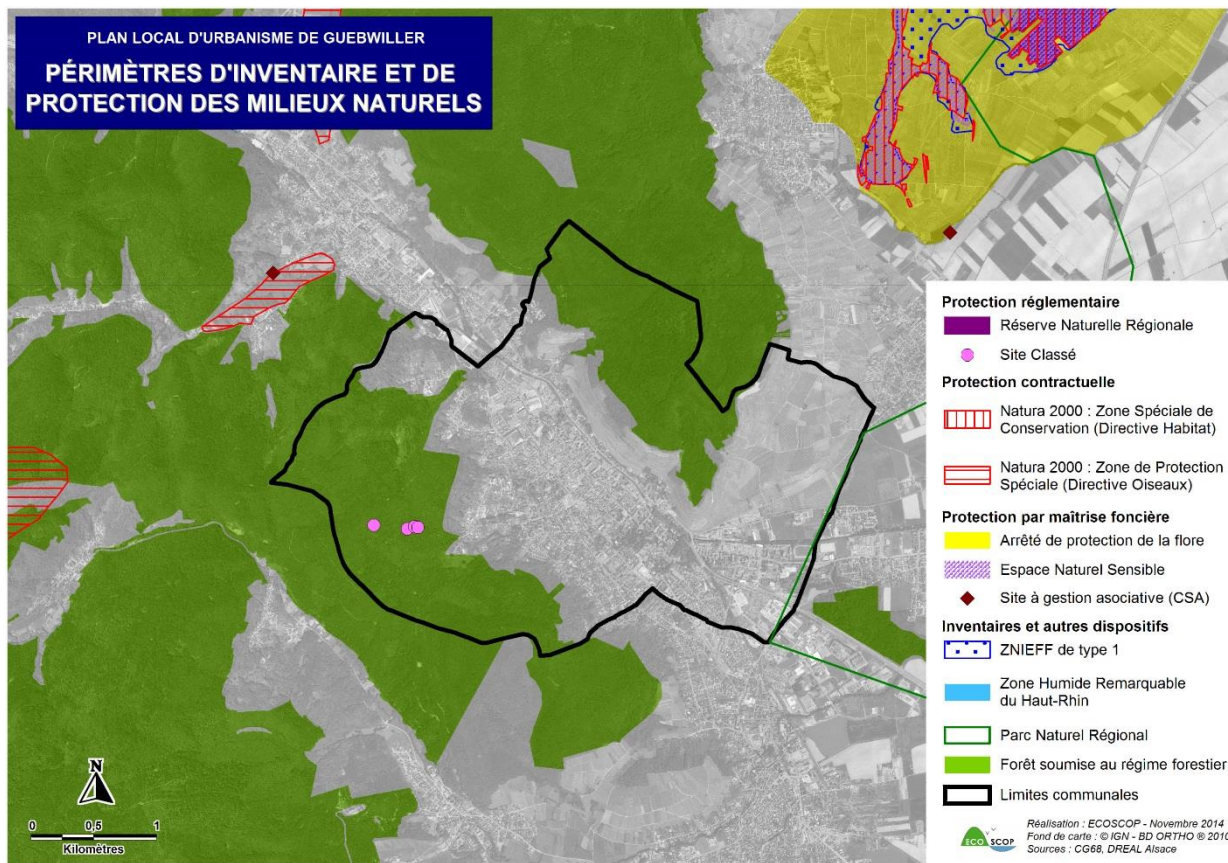 PLAN LOCAL D'URBANISME DE GUEBWILLER
PÉRIMÈTRES D'INVENTAIRE ET DE
PROTECTION DES MILIEUX NATURELS
Protection réglementaire
Réserve Naturelle Régionale
Site Classé
Protection contractuelle
Natura 2000 : Zone Spéciale de
Conservation (Directive Habitat)
Natura 2000 : Zone de Protection
Spéciale (Directive Oiseaux)
Protection par maîtrise foncière
Arrêté de protection de la flore
Espace Naturel Sensible
Site à gestion asociative (CSA)
Inventaires et autres dispositifs
ZNIEFF de type 1
Zone Humide Remarquable
du Haut-Rhin
Parc Naturel Régional
Forêt soumise au régime forestier
Limites communales
N
0 0,5 1
Kilomètres
ECO SCOP
Réalisation : ECOSCOP - Novembre 2014
Fond de carte : © IGN - BD ORTHO ® 2010
Sources : CG68, DREAL Alsace